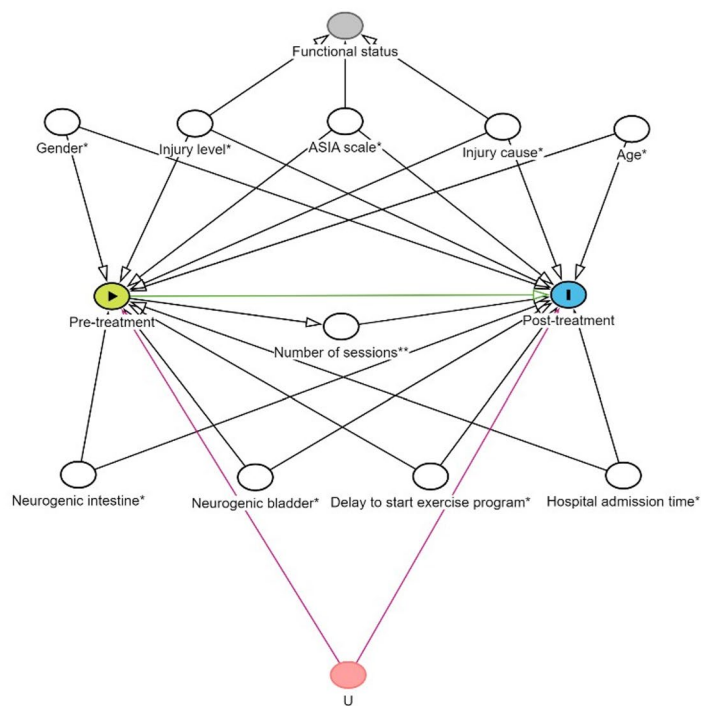 Functional status
Gender*
Injury level*
ASIA scale*
Injury cause*
Age*
Pre-treatment
Post-treatment
Number of sessions**
Neurogenic intestine*
Neurogenic bladder*
Delay to start exercise program*
Hospital admission time*
U